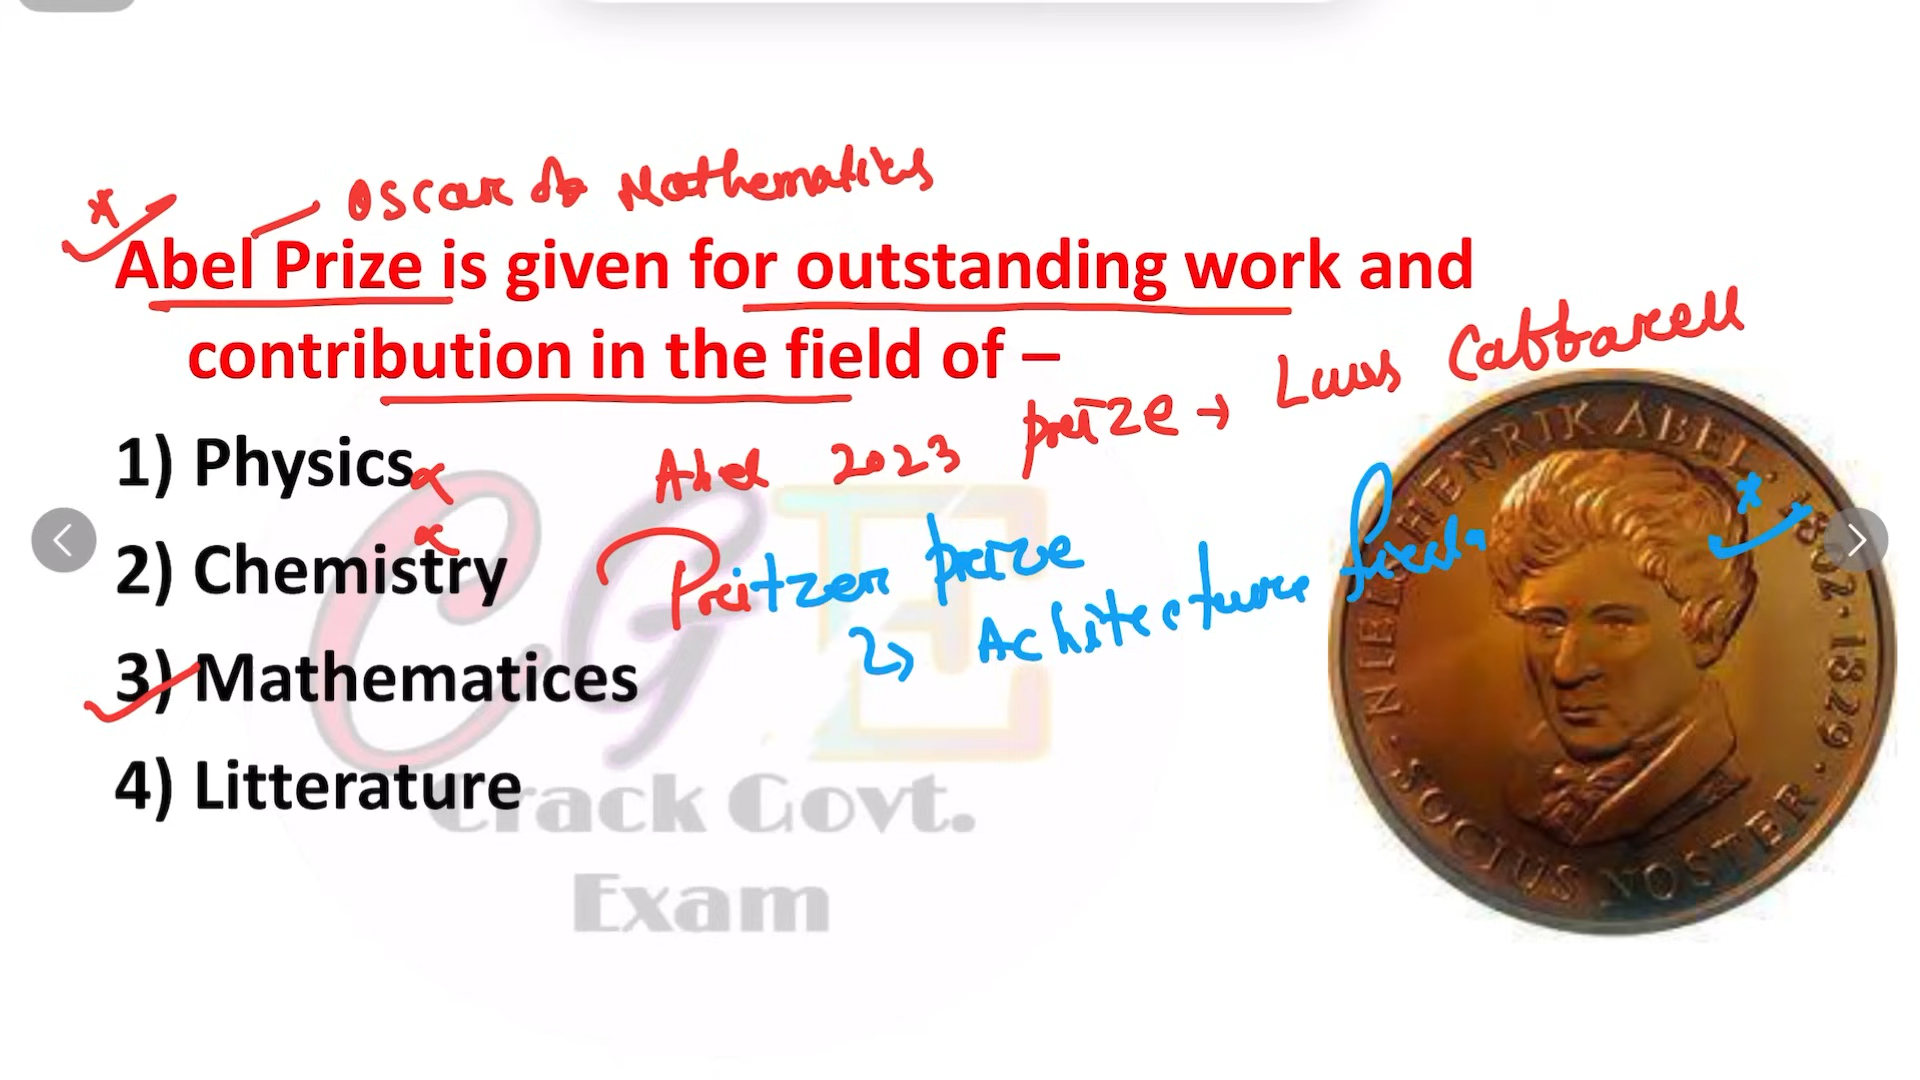 Oscar of Mathematics
Abel Prize is given for outstanding work and
contribution in the field of –
Abel 2023 prize → Luis Caffarell
1) Physics
2) Chemistry
Pritzer prize
↳ Achitecture field
3) Mathematices
4) Litterature
Crack Govt.
Exam
NIELS HENRIK ABEL · 1802 · 1829 · SOCIUS NOSTER ·